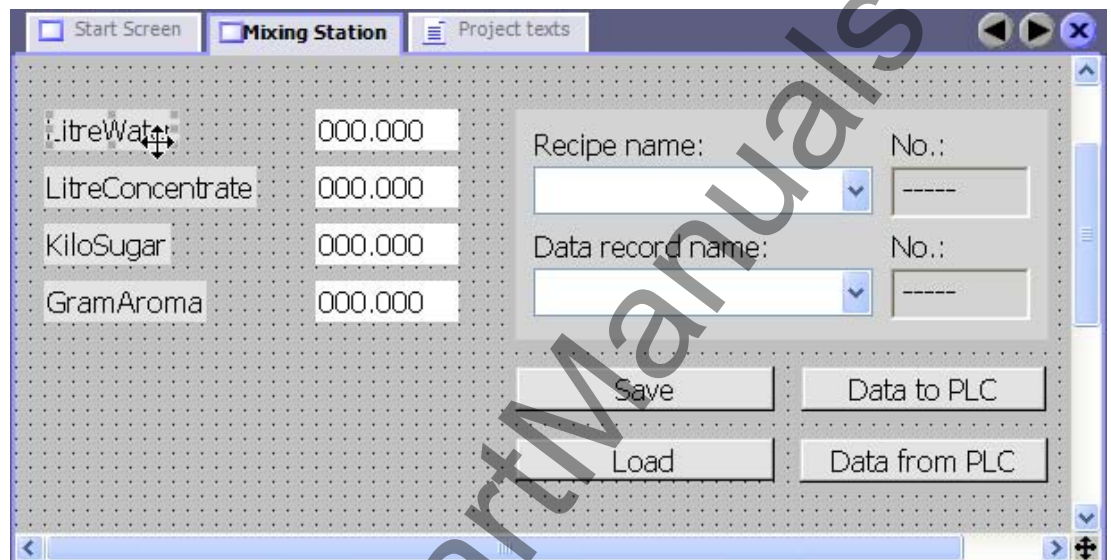 Start Screen Mixing Station Project texts
LitreWater 000.000
LitreConcentrate 000.000
KiloSugar 000.000
GramAroma 000.000
Recipe name: No.:
-----
Data record name: No.:
-----
Save Data to PLC
Load Data from PLC